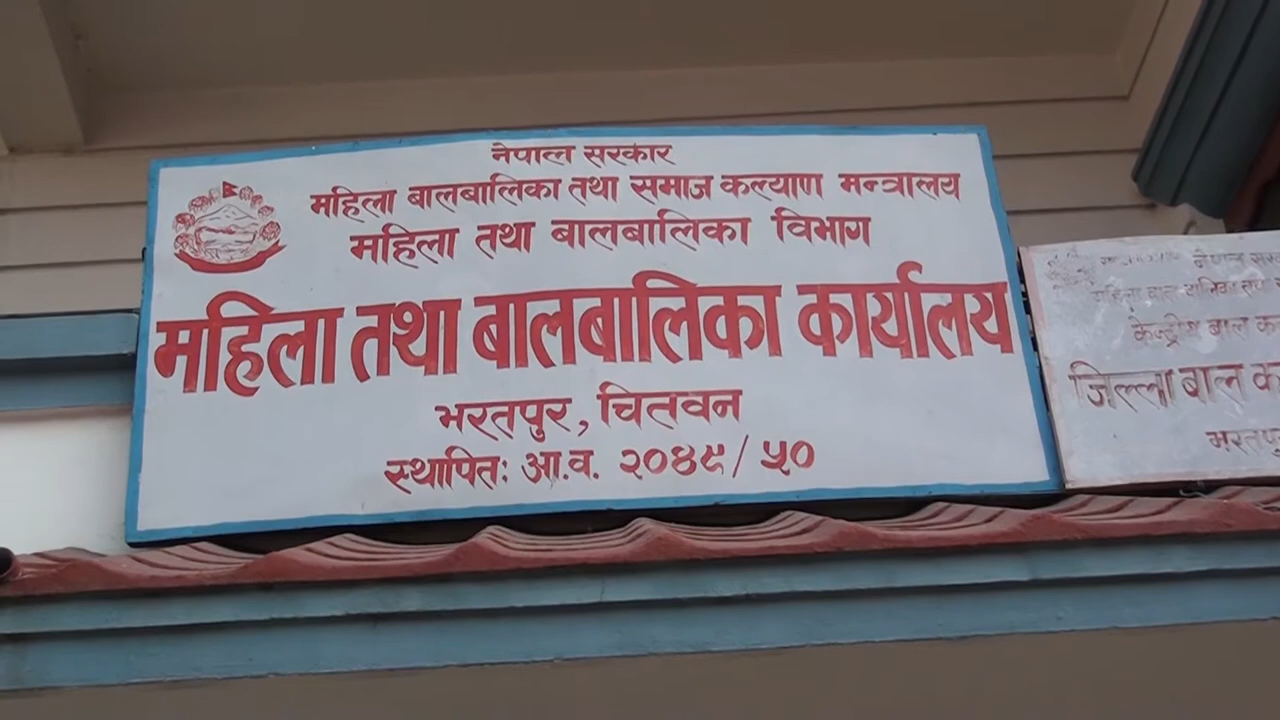 नेपाल सरकार
महिला बालबालिका तथा समाज कल्याण मन्त्रालय
महिला तथा बालबालिका विभाग
महिला तथा बालबालिका कार्यालय
भरतपुर, चितवन
स्थापितः आ.व. २०४९/५०
नेपाल
केन्द्रीय बाल
जिल्ला बाल